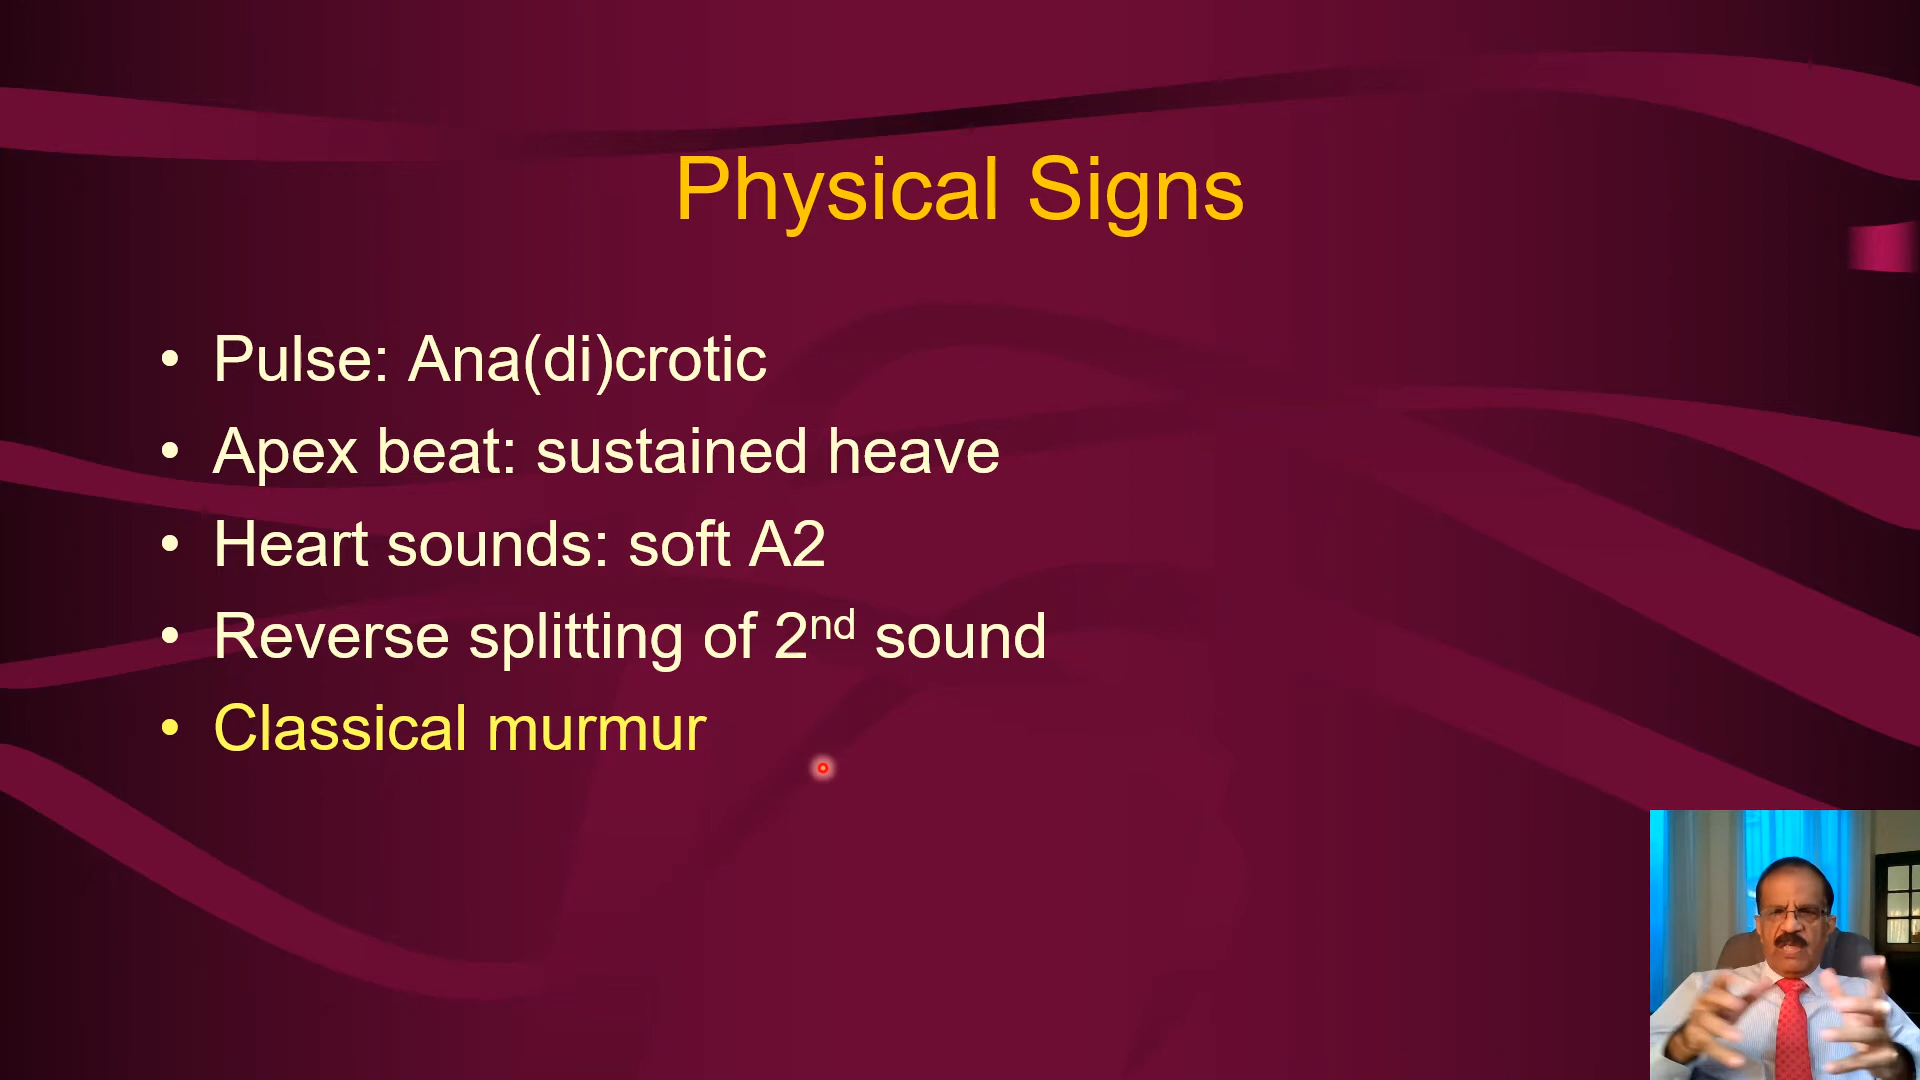 Physical Signs
• Pulse: Ana(di)crotic
• Apex beat: sustained heave
• Heart sounds: soft A2
• Reverse splitting of 2nd sound
• Classical murmur